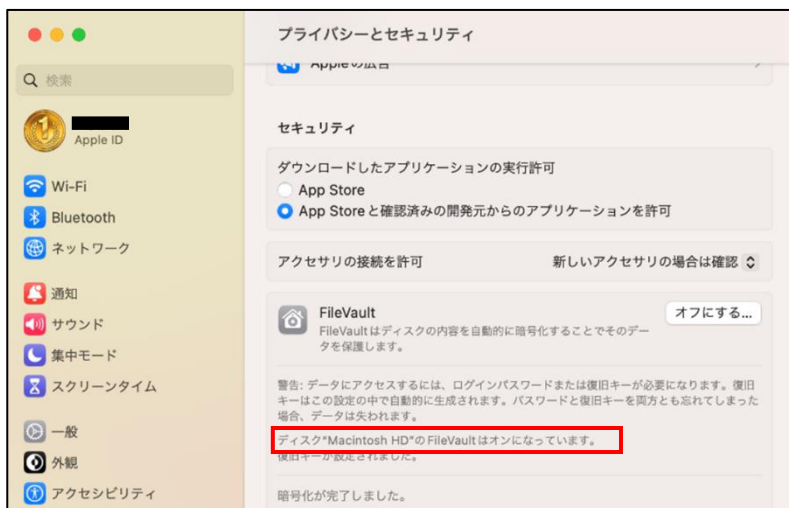 プライバシーとセキュリティ
検索
Apple ID
Wi-Fi
Bluetooth
ネットワーク
通知
サウンド
集中モード
スクリーンタイム
一般
外観
アクセシビリティ
Appleの広告
セキュリティ
ダウンロードしたアプリケーションの実行許可
App Store
App Storeと確認済みの開発元からのアプリケーションを許可
アクセサリの接続を許可
新しいアクセサリの場合は確認
FileVault
オフにする...
FileVaultはディスクの内容を自動的に暗号化することでそのデー
タを保護します。
警告: データにアクセスするには、ログインパスワードまたは復旧キーが必要になります。復旧
キーはこの設定の中で自動的に生成されます。パスワードと復旧キーを両方とも忘れてしまった
場合、データは失われます。
ディスク"Macintosh HD"のFileVaultはオンになっています。
復旧キーが設定されました。
暗号化が完了しました。